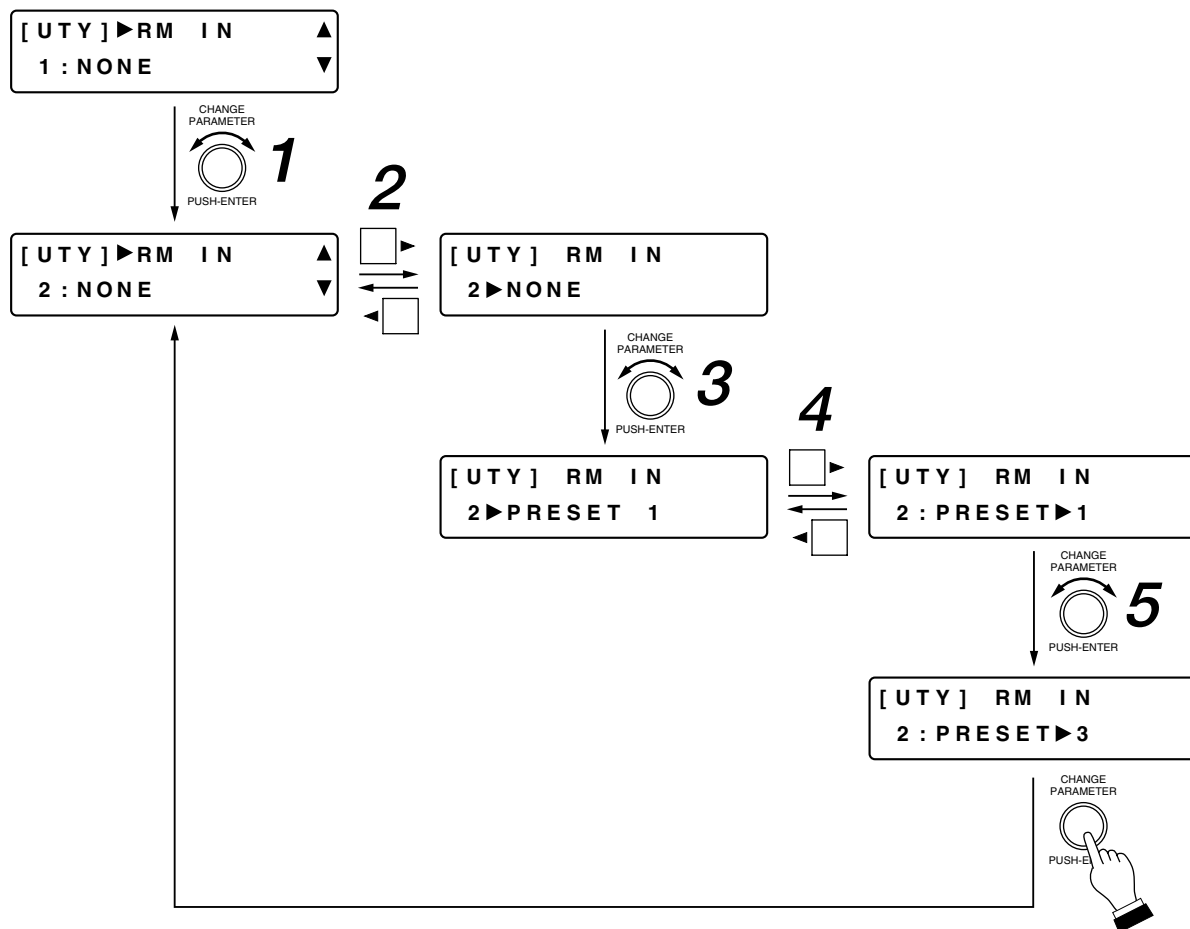 [UTY]▶RM IN ▲
1:NONE ▼
CHANGE
PARAMETER
1
PUSH-ENTER
2
[UTY]▶RM IN ▲
2:NONE ▼
[UTY] RM IN
2▶NONE
CHANGE
PARAMETER
3
PUSH-ENTER
4
[UTY] RM IN
2▶PRESET 1
[UTY] RM IN
2:PRESET▶1
CHANGE
PARAMETER
5
PUSH-ENTER
[UTY] RM IN
2:PRESET▶3
CHANGE
PARAMETER
PUSH-E